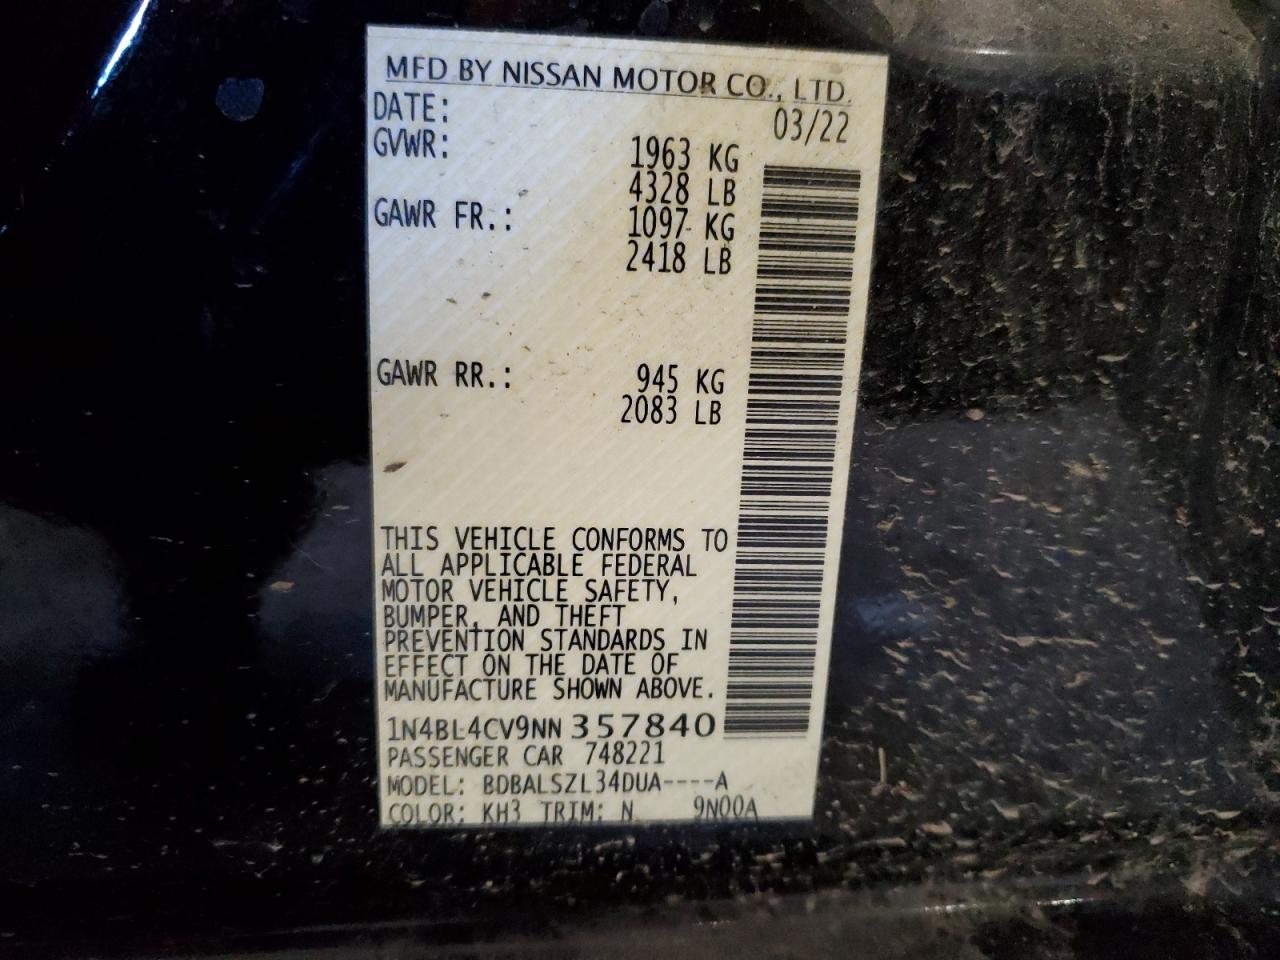 MFD BY NISSAN MOTOR CO., LTD.
DATE: 03/22
GVWR: 1963 KG
4328 LB
GAWR FR.: 1097 KG
2418 LB
GAWR RR.: 945 KG
2083 LB
THIS VEHICLE CONFORMS TO
ALL APPLICABLE FEDERAL
MOTOR VEHICLE SAFETY,
BUMPER, AND THEFT
PREVENTION STANDARDS IN
EFFECT ON THE DATE OF
MANUFACTURE SHOWN ABOVE.
1N4BL4CV9NN357840
PASSENGER CAR 748221
MODEL: BDBALSZL34DUA----A
COLOR: KH3 TRIM: N 9N00A